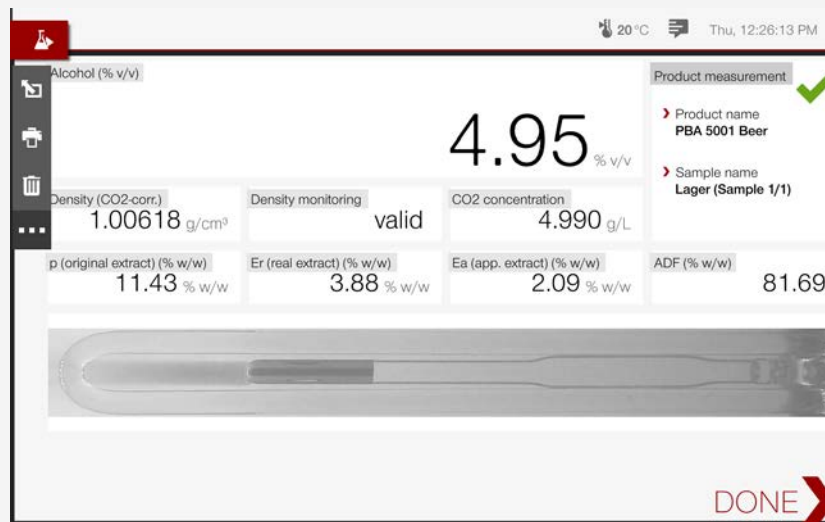 20 °C
Thu, 12:26:13 PM
Alcohol (% v/v)
4.95 % v/v
Product measurement
Product name
PBA 5001 Beer
Sample name
Lager (Sample 1/1)
Density (CO2-corr.)
1.00618 g/cm³
Density monitoring
valid
CO2 concentration
4.990 g/L
p (original extract) (% w/w)
11.43 % w/w
Er (real extract) (% w/w)
3.88 % w/w
Ea (app. extract) (% w/w)
2.09 % w/w
ADF (% w/w)
81.69
DONE